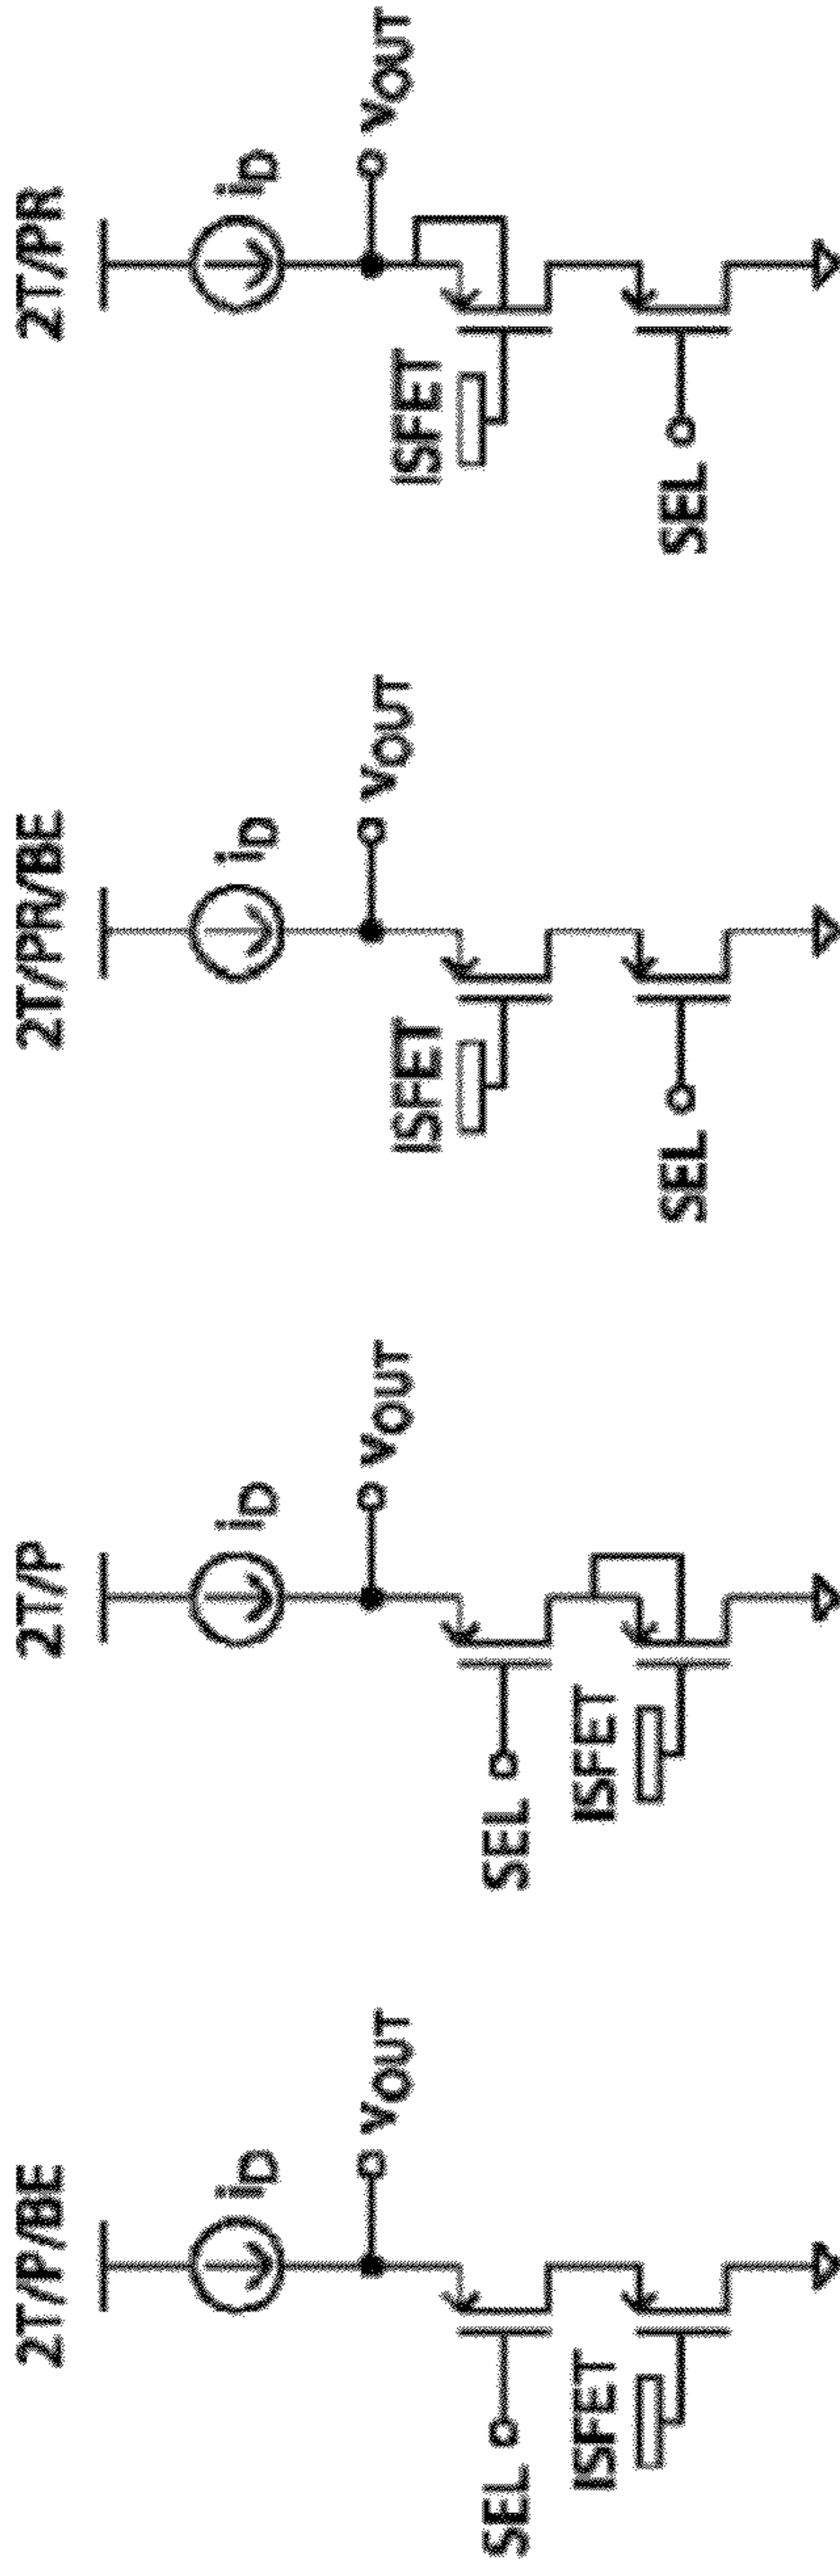 2T/P/BE
iD
VOUT
SEL
ISFET
2T/P
iD
VOUT
SEL
ISFET
2T/PR/BE
iD
VOUT
ISFET
SEL
2T/PR
iD
VOUT
ISFET
SEL